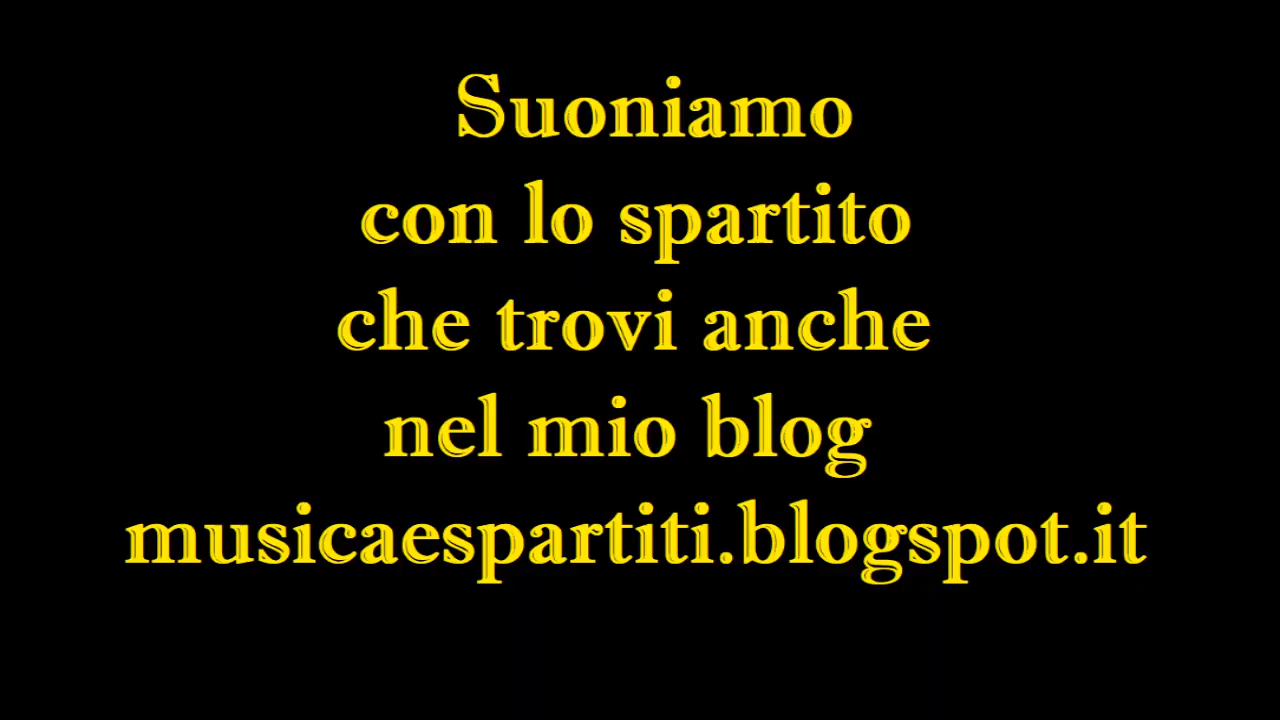 Suoniamo
con lo spartito
che trovi anche
nel mio blog
musicaespartiti.blogspot.it